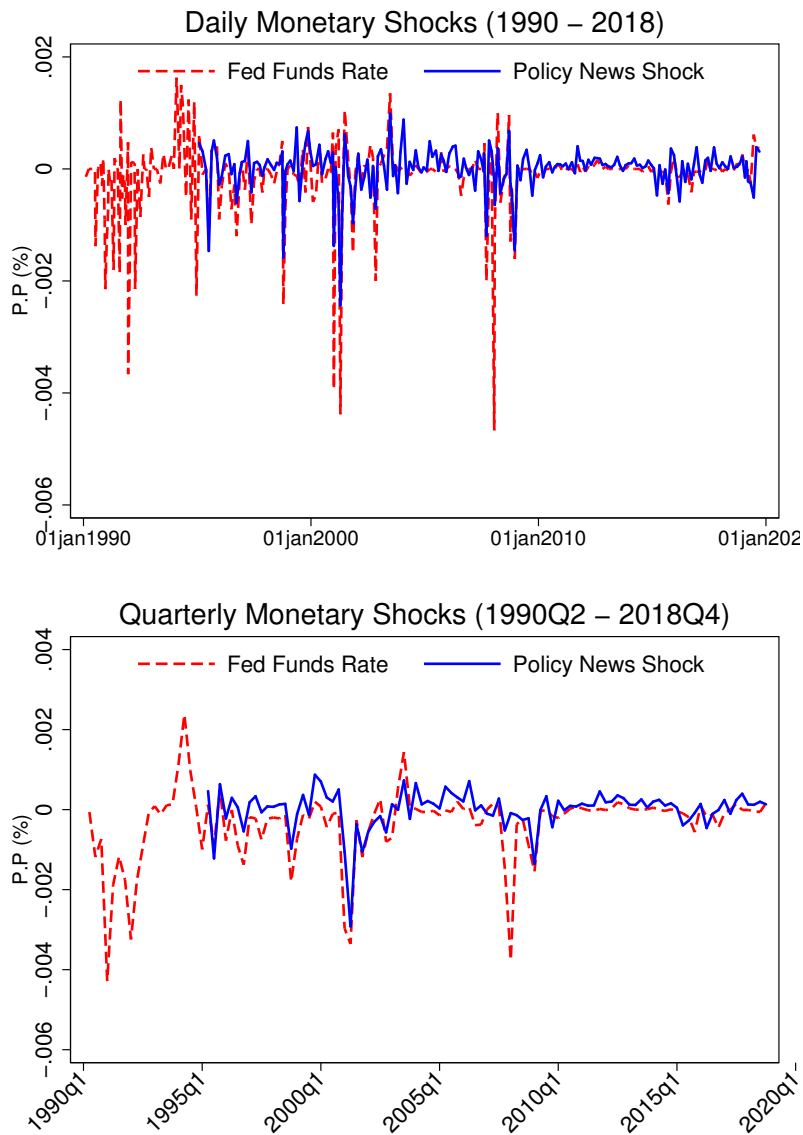 Daily Monetary Shocks (1990 − 2018)
Fed Funds Rate Policy News Shock
P.P (%)
.002
0
−.002
−.004
−.006
01jan1990 01jan2000 01jan2010 01jan202
Quarterly Monetary Shocks (1990Q2 − 2018Q4)
Fed Funds Rate Policy News Shock
P.P (%)
.004
.002
0
−.002
−.004
−.006
1990q1 1995q1 2000q1 2005q1 2010q1 2015q1 2020q1